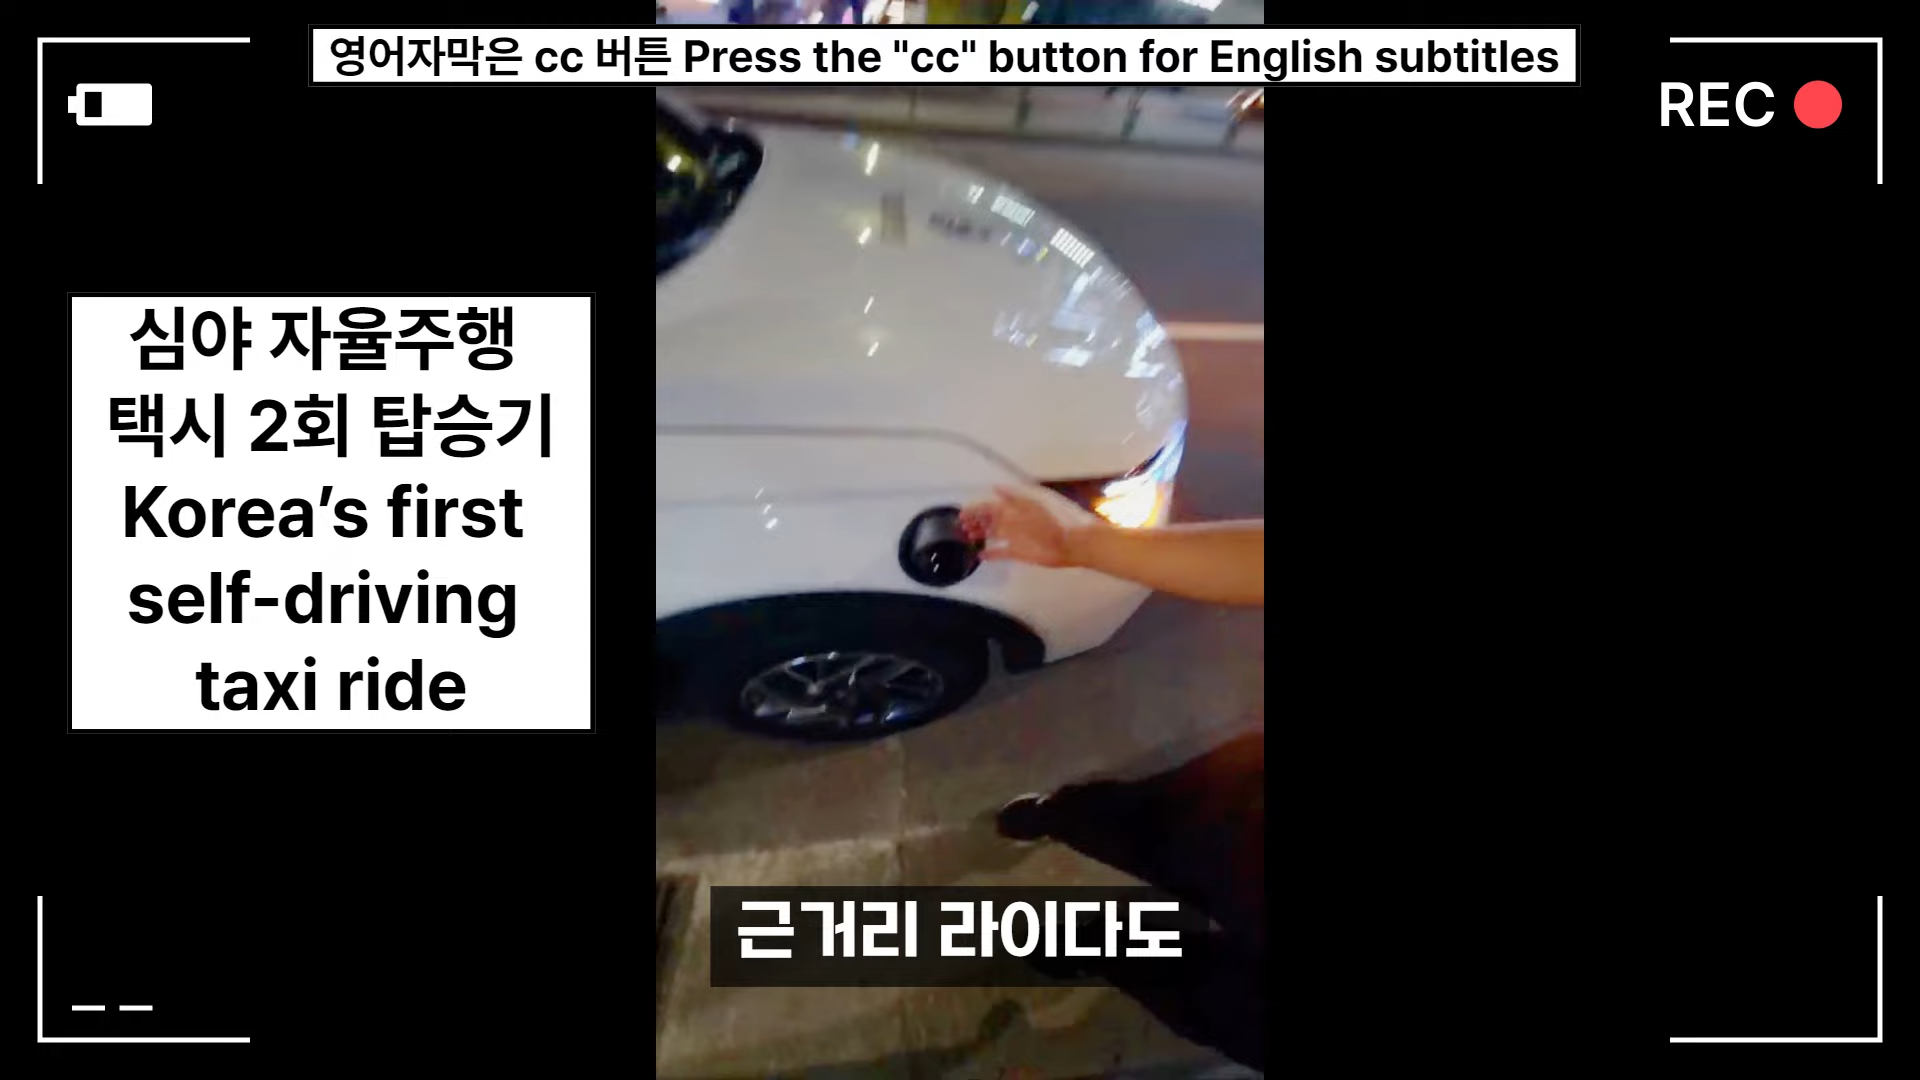 영어자막은 cc 버튼 Press the "cc" button for English subtitles
REC
심야 자율주행
택시 2회 탑승기
Korea’s first
self-driving
taxi ride
근거리 라이다도